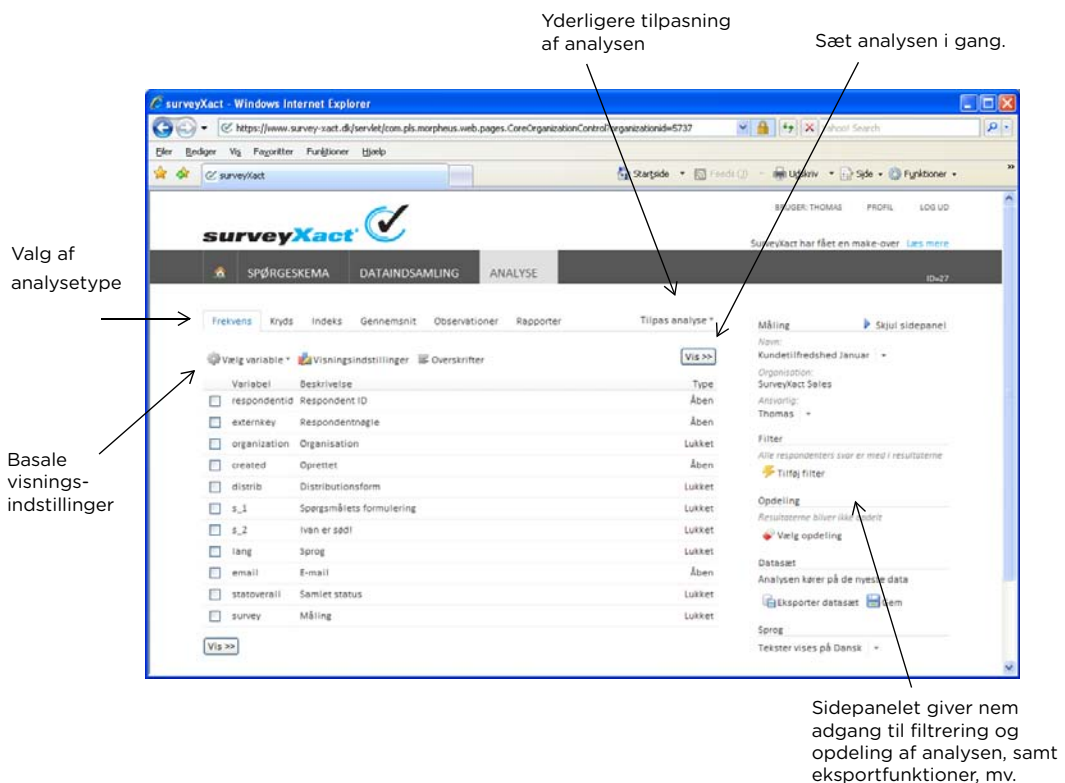 Yderligere tilpasning
af analysen
Sæt analysen i gang.
surveyXact - Windows Internet Explorer
https://www.survey-xact.dk/servlet/com.pls.morpheus.web.pages.CoreOrganizationControl?organizationid=5737
Yahoo! Search
Filer Rediger Vis Favoritter Funktioner Hjælp
surveyXact
Startside Feeds (J) Udskriv Side Funktioner
BRUGER: THOMAS PROFIL LOG UD
surveyXact
SurveyXact har fået en make-over Læs mere
Valg af
analysetype
SPØRGESKEMA DATAINDSAMLING ANALYSE
ID=27
Frekvens Kryds Indeks Gennemsnit Observationer Rapporter Tilpas analyse
Vælg variable Visningsindstillinger Overskrifter Vis >>
Variabel Beskrivelse Type
respondentid Respondent ID Åben
externkey Respondentnøgle Åben
organization Organisation Lukket
created Oprettet Åben
distrib Distributionsform Lukket
s_1 Spørgsmålets formulering Lukket
s_2 Ivan er sød! Lukket
lang Sprog Lukket
email E-mail Åben
statoverall Samlet status Lukket
survey Måling Lukket
Vis >>
Måling Skjul sidepanel
Navn:
Kundetilfredshed Januar
Organisation:
SurveyXact Sales
Ansvarlig:
Thomas
Filter
Alle respondenters svar er med i resultaterne
Tilføj filter
Opdeling
Resultaterne bliver ikke opdelt
Vælg opdeling
Datasæt
Analysen kører på de nyeste data
Eksporter datasæt Gem
Sprog
Tekster vises på Dansk
Basale
visnings-
indstillinger
Sidepanelet giver nem
adgang til filtrering og
opdeling af analysen, samt
eksportfunktioner, mv.